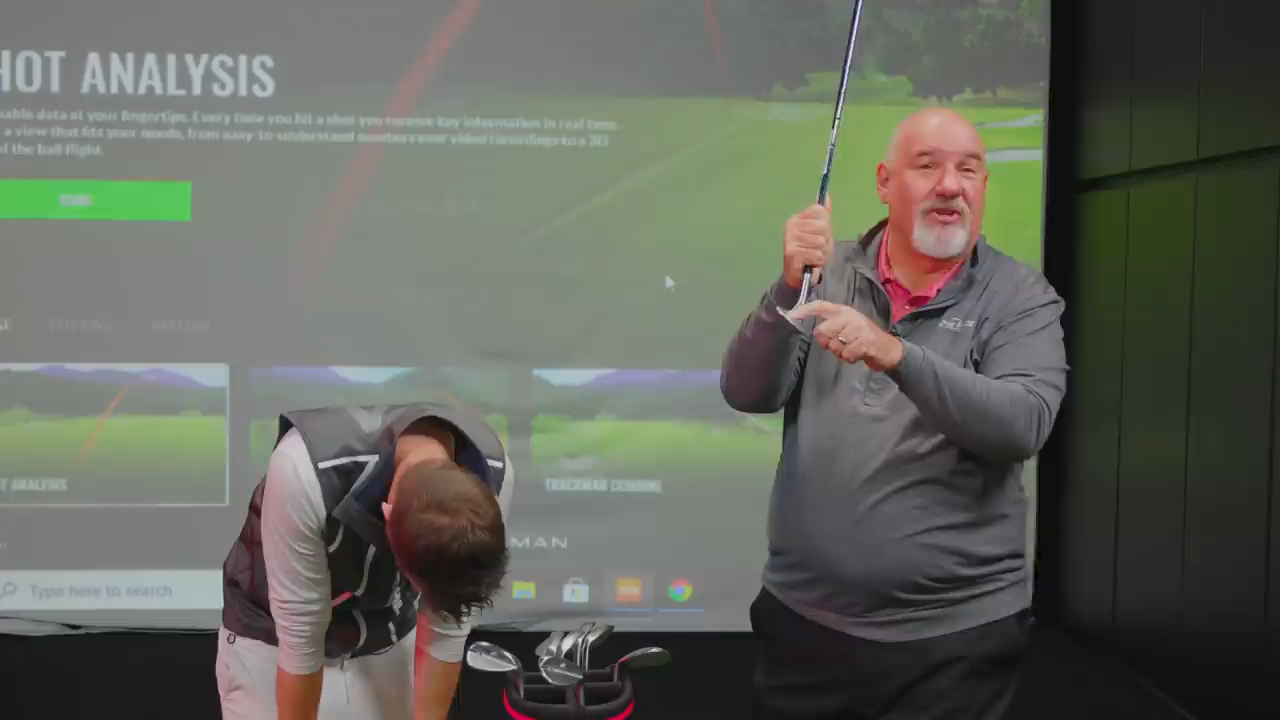 HOT ANALYSIS
uable data at your fingertips. Every time you hit a shot you receive key information in real time.
a view that fits your needs, from easy-to-understand numbers over video recordings to a 3D
of the ball flight.
T ANALYSIS
TRACKMAN COMBINE
MAN
Type here to search